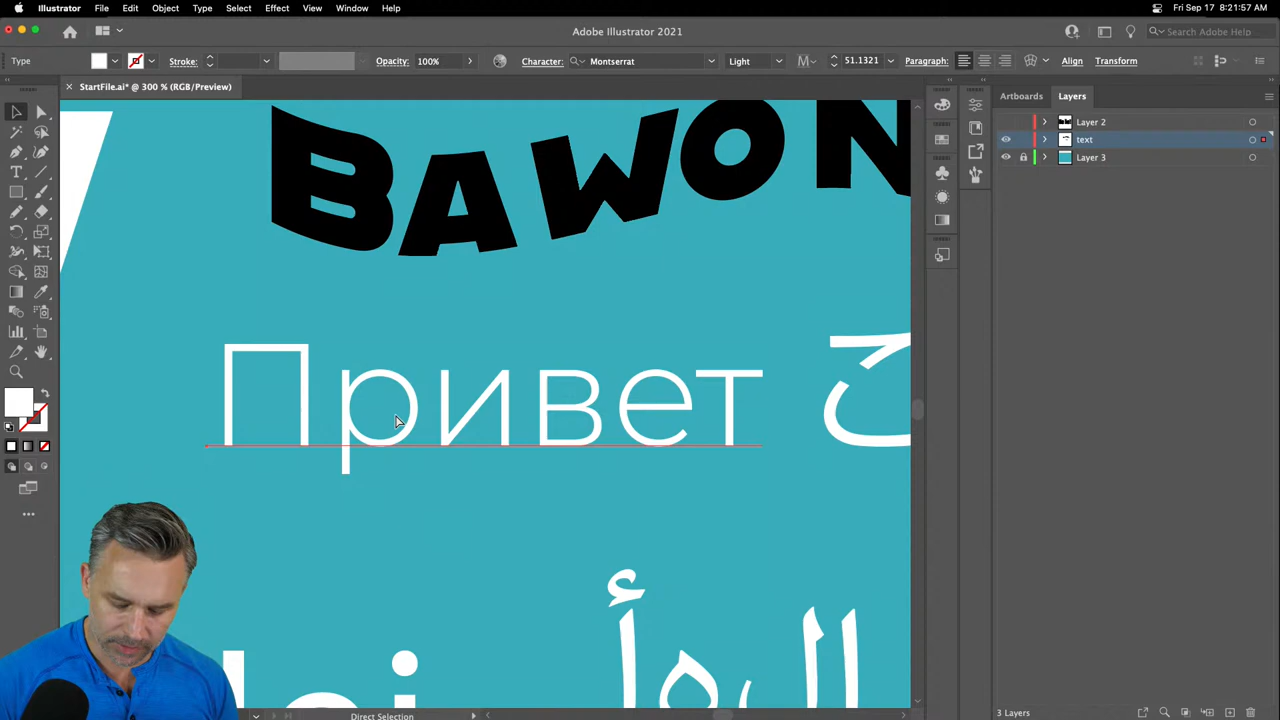 Illustrator File Edit Object Type Select Effect View Window Help Fri Sep 17 8:21:57 AM
Adobe Illustrator 2021 Search Adobe Help
Type Stroke: Opacity: 100% Character: Montserrat Light 51.1321 Paragraph: Align Transform
StartFile.ai* @ 300 % (RGB/Preview)
Artboards Layers
Layer 2
text
Layer 3
BAWON
Привет
3 Layers
Direct Selection